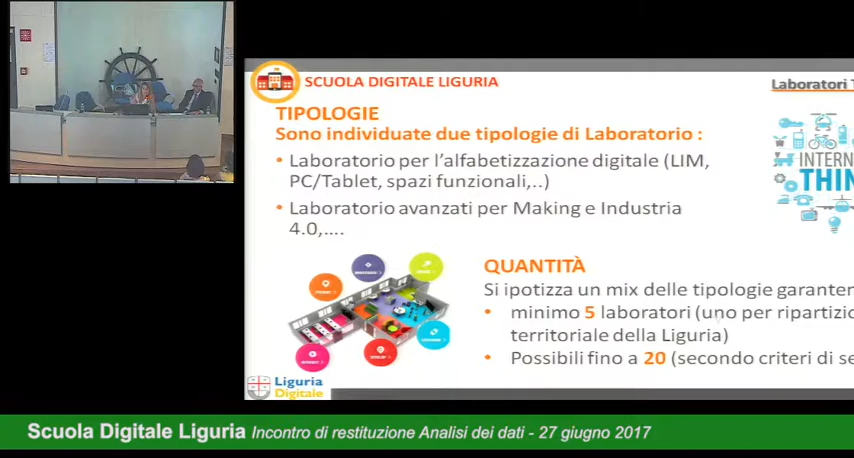 SCUOLA DIGITALE LIGURIA
Laboratori T
TIPOLOGIE
Sono individuate due tipologie di Laboratorio :
• Laboratorio per l'alfabetizzazione digitale (LIM,
PC/Tablet, spazi funzionali,..)
• Laboratorio avanzati per Making e Industria
4.0,....
INTERN
THIN
QUANTITÀ
Si ipotizza un mix delle tipologie garanten
• minimo 5 laboratori (uno per ripartizio
territoriale della Liguria)
• Possibili fino a 20 (secondo criteri di se
Liguria
Digitale
Scuola Digitale Liguria Incontro di restituzione Analisi dei dati - 27 giugno 2017